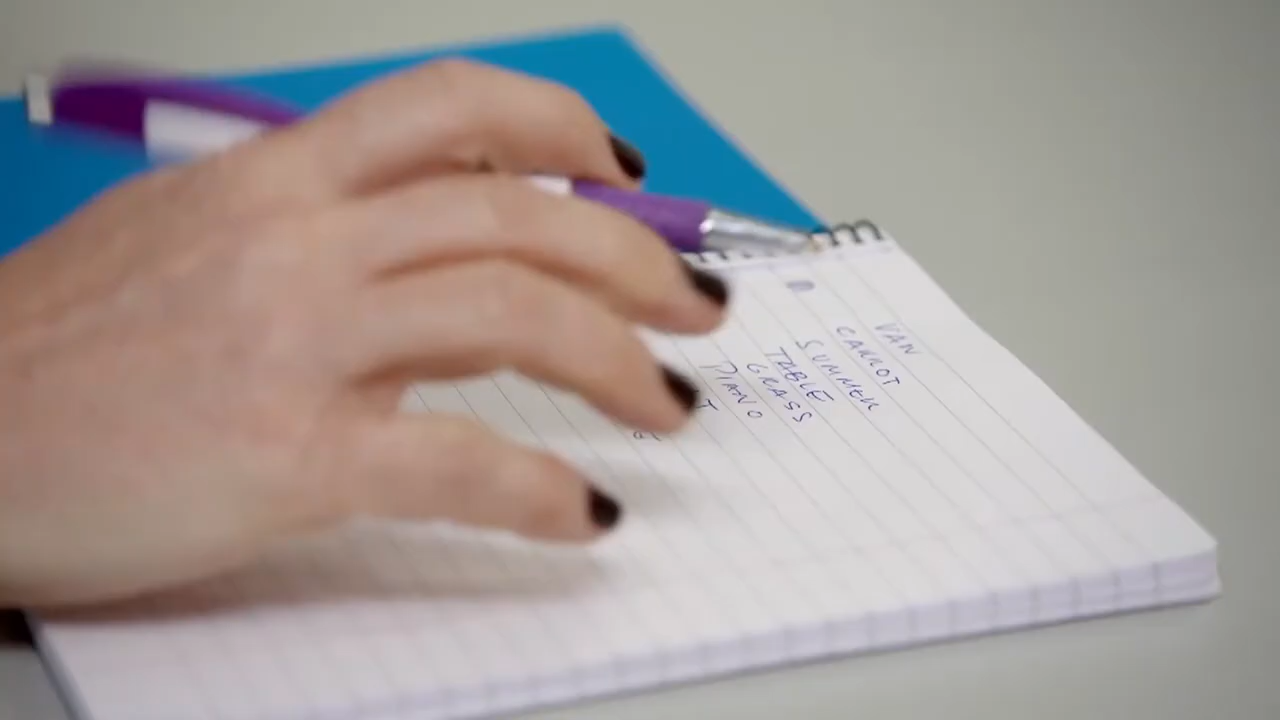 VAN
CARROT
SUMMER
TABLE
GRASS
PIANO